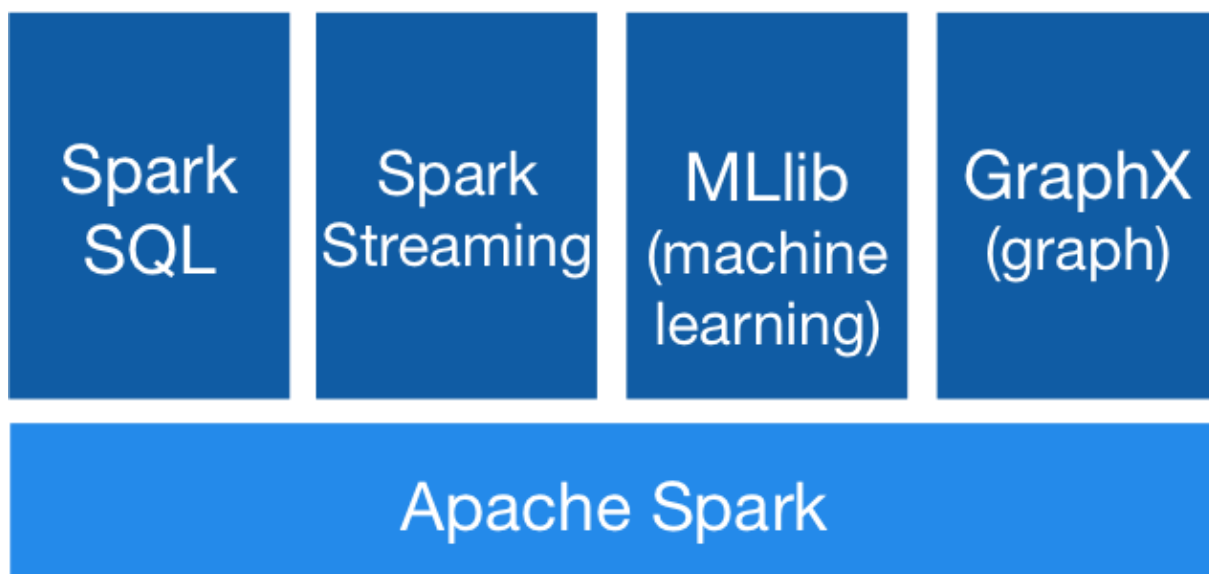 Spark
SQL
Spark
Streaming
MLlib
(machine
learning)
GraphX
(graph)
Apache Spark